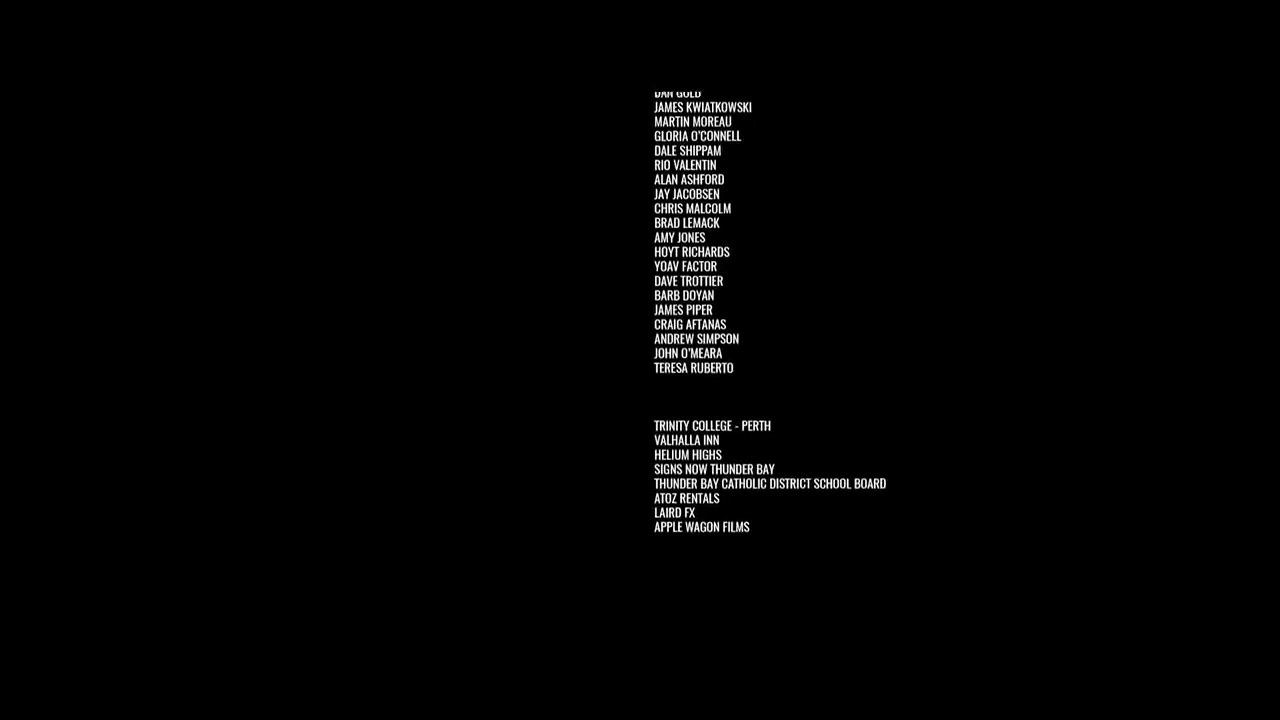 DAN GOLD
JAMES KWIATKOWSKI
MARTIN MOREAU
GLORIA O'CONNELL
DALE SHIPPAM
RIO VALENTIN
ALAN ASHFORD
JAY JACOBSEN
CHRIS MALCOLM
BRAD LEMACK
AMY JONES
HOYT RICHARDS
YOAV FACTOR
DAVE TROTTIER
BARB DOYAN
JAMES PIPER
CRAIG AFTANAS
ANDREW SIMPSON
JOHN O'MEARA
TERESA RUBERTO
TRINITY COLLEGE - PERTH
VALHALLA INN
HELIUM HIGHS
SIGNS NOW THUNDER BAY
THUNDER BAY CATHOLIC DISTRICT SCHOOL BOARD
ATOZ RENTALS
LAIRD FX
APPLE WAGON FILMS